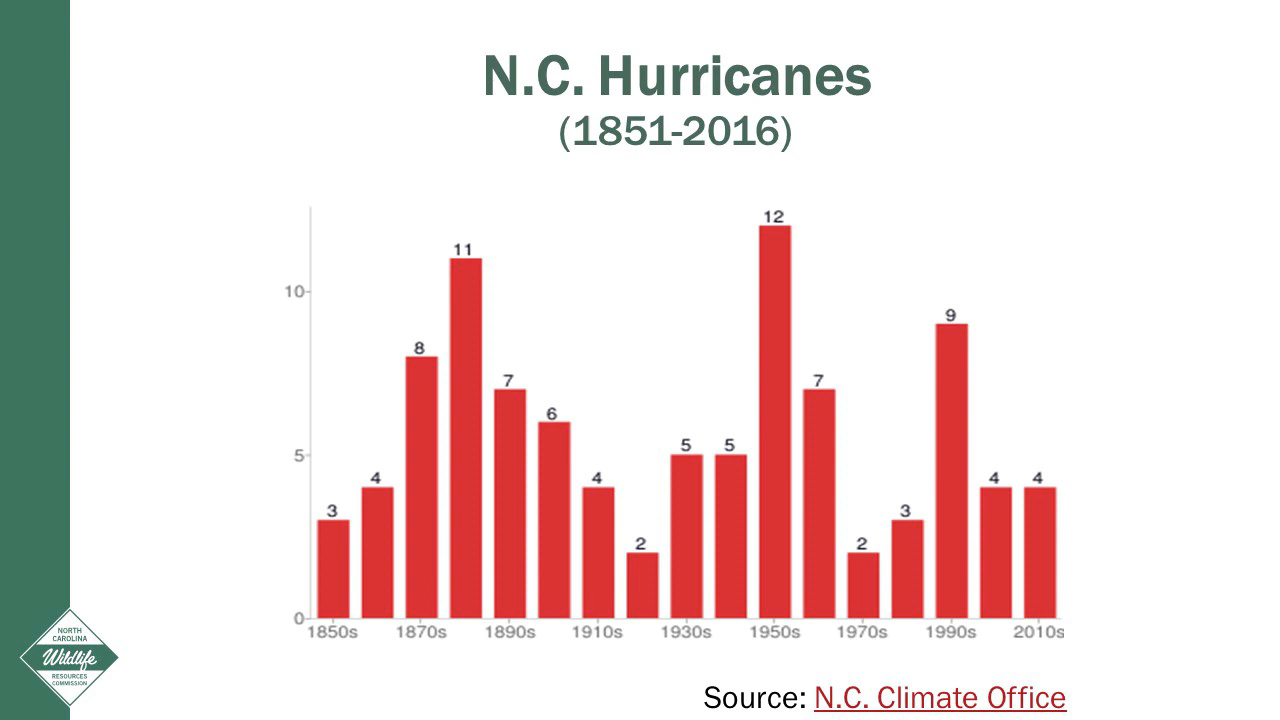 N.C. Hurricanes
(1851-2016)
12
11
10
9
8
7
7
6
5
5
5
4
4
4
4
3
3
2
2
0
1850s 1870s 1890s 1910s 1930s 1950s 1970s 1990s 2010s
NORTH
CAROLINA
Wildlife
RESOURCES
COMMISSION
Source: N.C. Climate Office